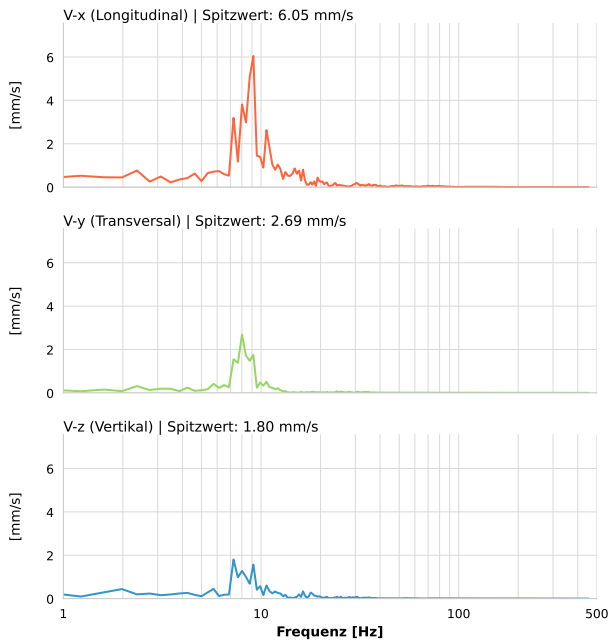 V-x (Longitudinal) | Spitzwert: 6.05 mm/s
6
4
2
0
[mm/s]
V-y (Transversal) | Spitzwert: 2.69 mm/s
6
4
2
0
[mm/s]
V-z (Vertikal) | Spitzwert: 1.80 mm/s
6
4
2
0
[mm/s]
1 10 100 500
Frequenz [Hz]